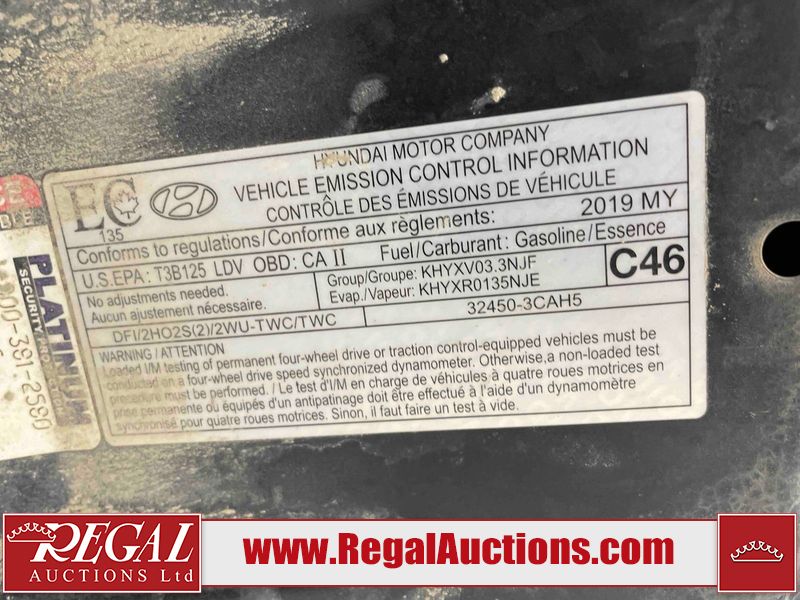 HYUNDAI MOTOR COMPANY
VEHICLE EMISSION CONTROL INFORMATION
CONTRÔLE DES ÉMISSIONS DE VÉHICULE
EC
135
Conforms to regulations/Conforme aux règlements: 2019 MY
U.S.EPA: T3B125 LDV OBD: CA II Fuel/Carburant: Gasoline/Essence
No adjustments needed.
Aucun ajustement nécessaire.
Group/Groupe: KHYXV03.3NJF
Evap./Vapeur: KHYXR0135NJE
C46
DFI/2HO2S(2)/2WU-TWC/TWC 32450-3CAH5
WARNING / ATTENTION
Loaded I/M testing of permanent four-wheel drive or traction control-equipped vehicles must be
conducted on a four-wheel drive speed synchronized dynamometer. Otherwise,a non-loaded test
procedure must be performed. / Le test d'I/M en charge de véhicules à quatre roues motrices en
prise permanente ou équipés d'un antipatinage doit être effectué à l'aide d'un dynamomètre
synchronisé pour quatre roues motrices. Sinon, il faut faire un test à vide.
PLATINUM
SECURITY
391-2580
REGAL
AUCTIONS Ltd
www.RegalAuctions.com